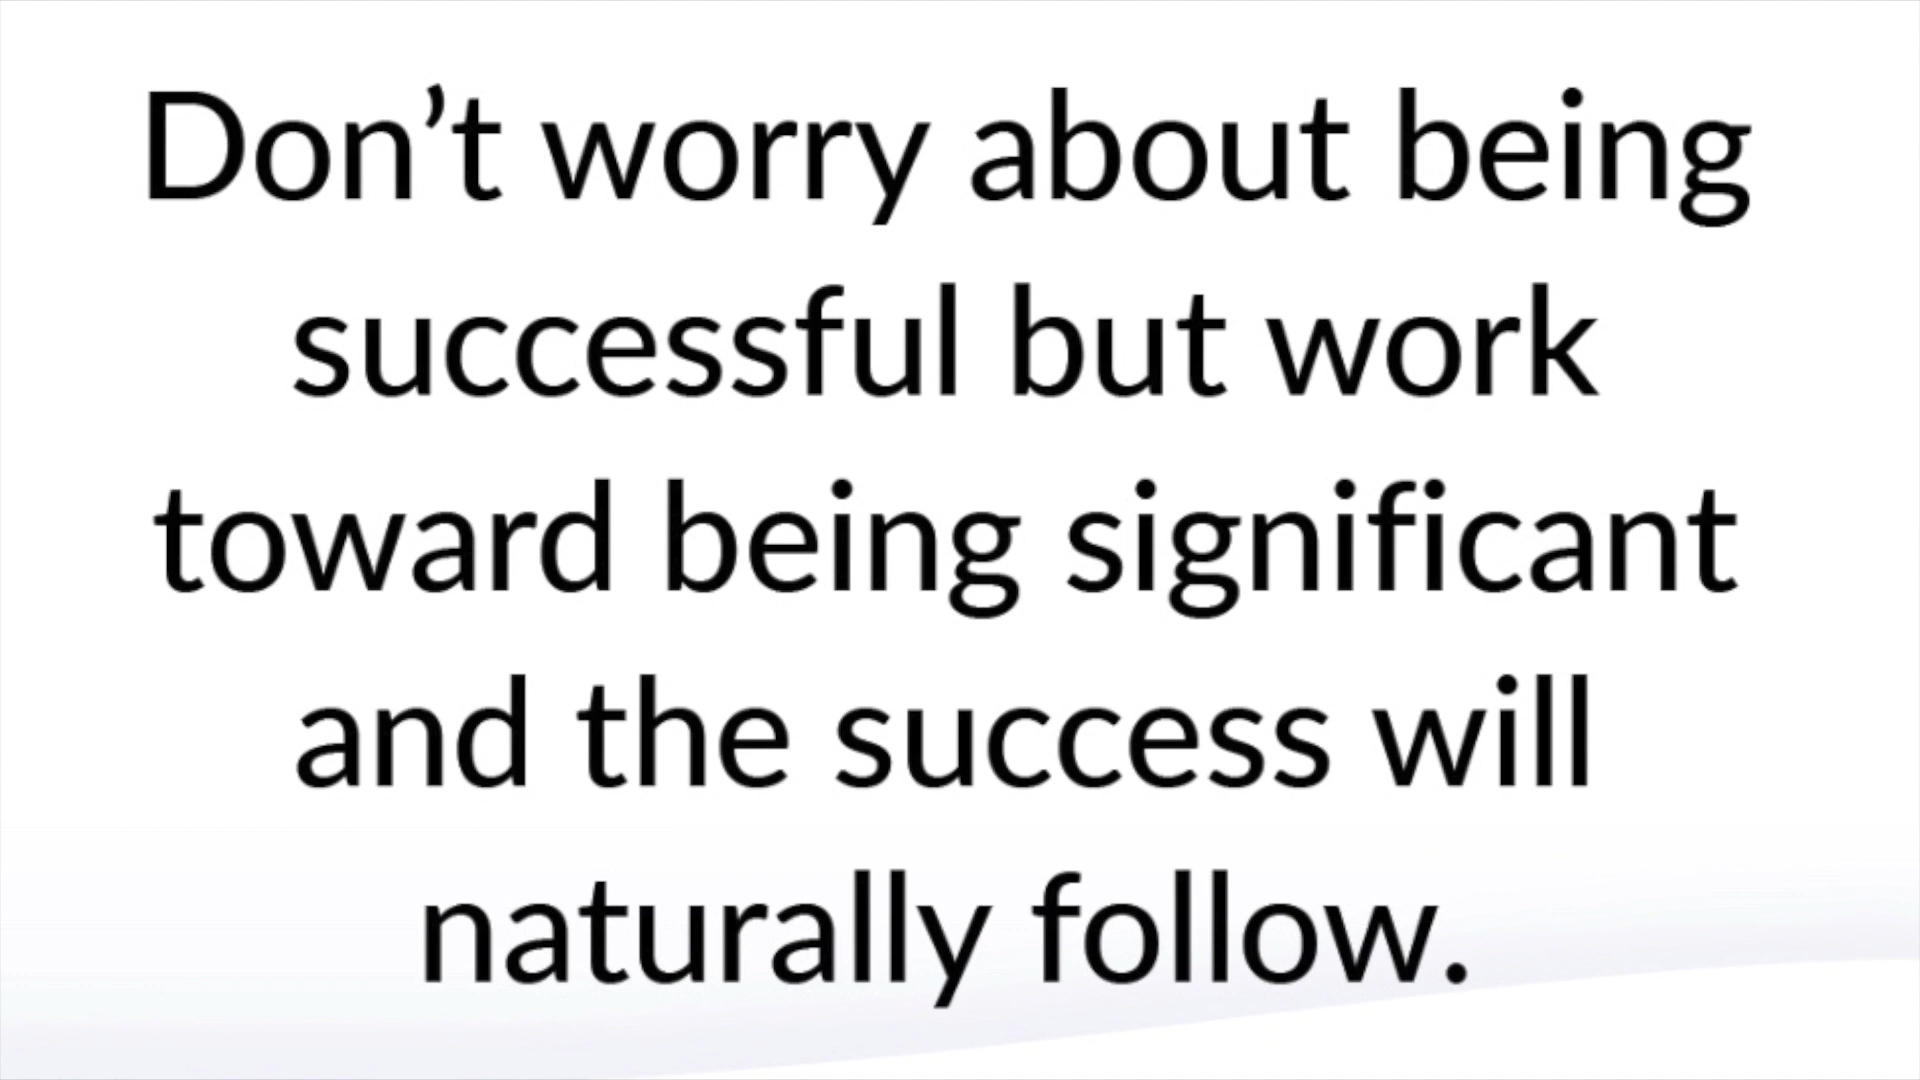 Don’t worry about being
successful but work
toward being significant
and the success will
naturally follow.